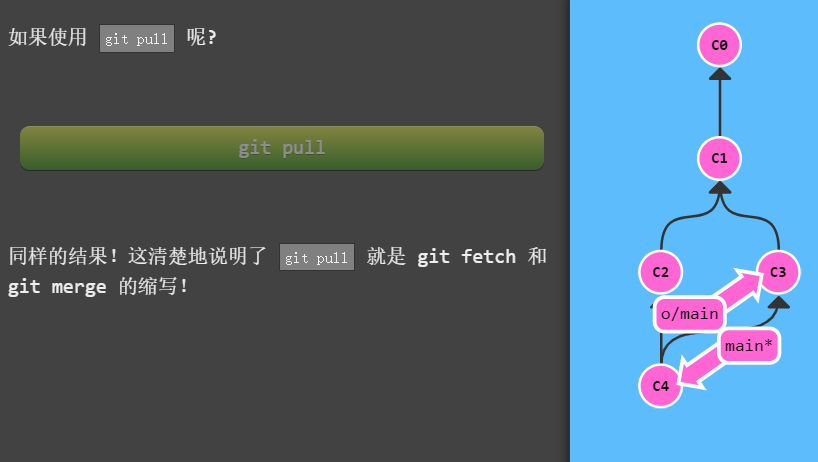 如果使用 git pull 呢?
git pull
同样的结果！这清楚地说明了 git pull 就是 git fetch 和
git merge 的缩写！
C0
C1
C2
C3
o/main
main*
C4